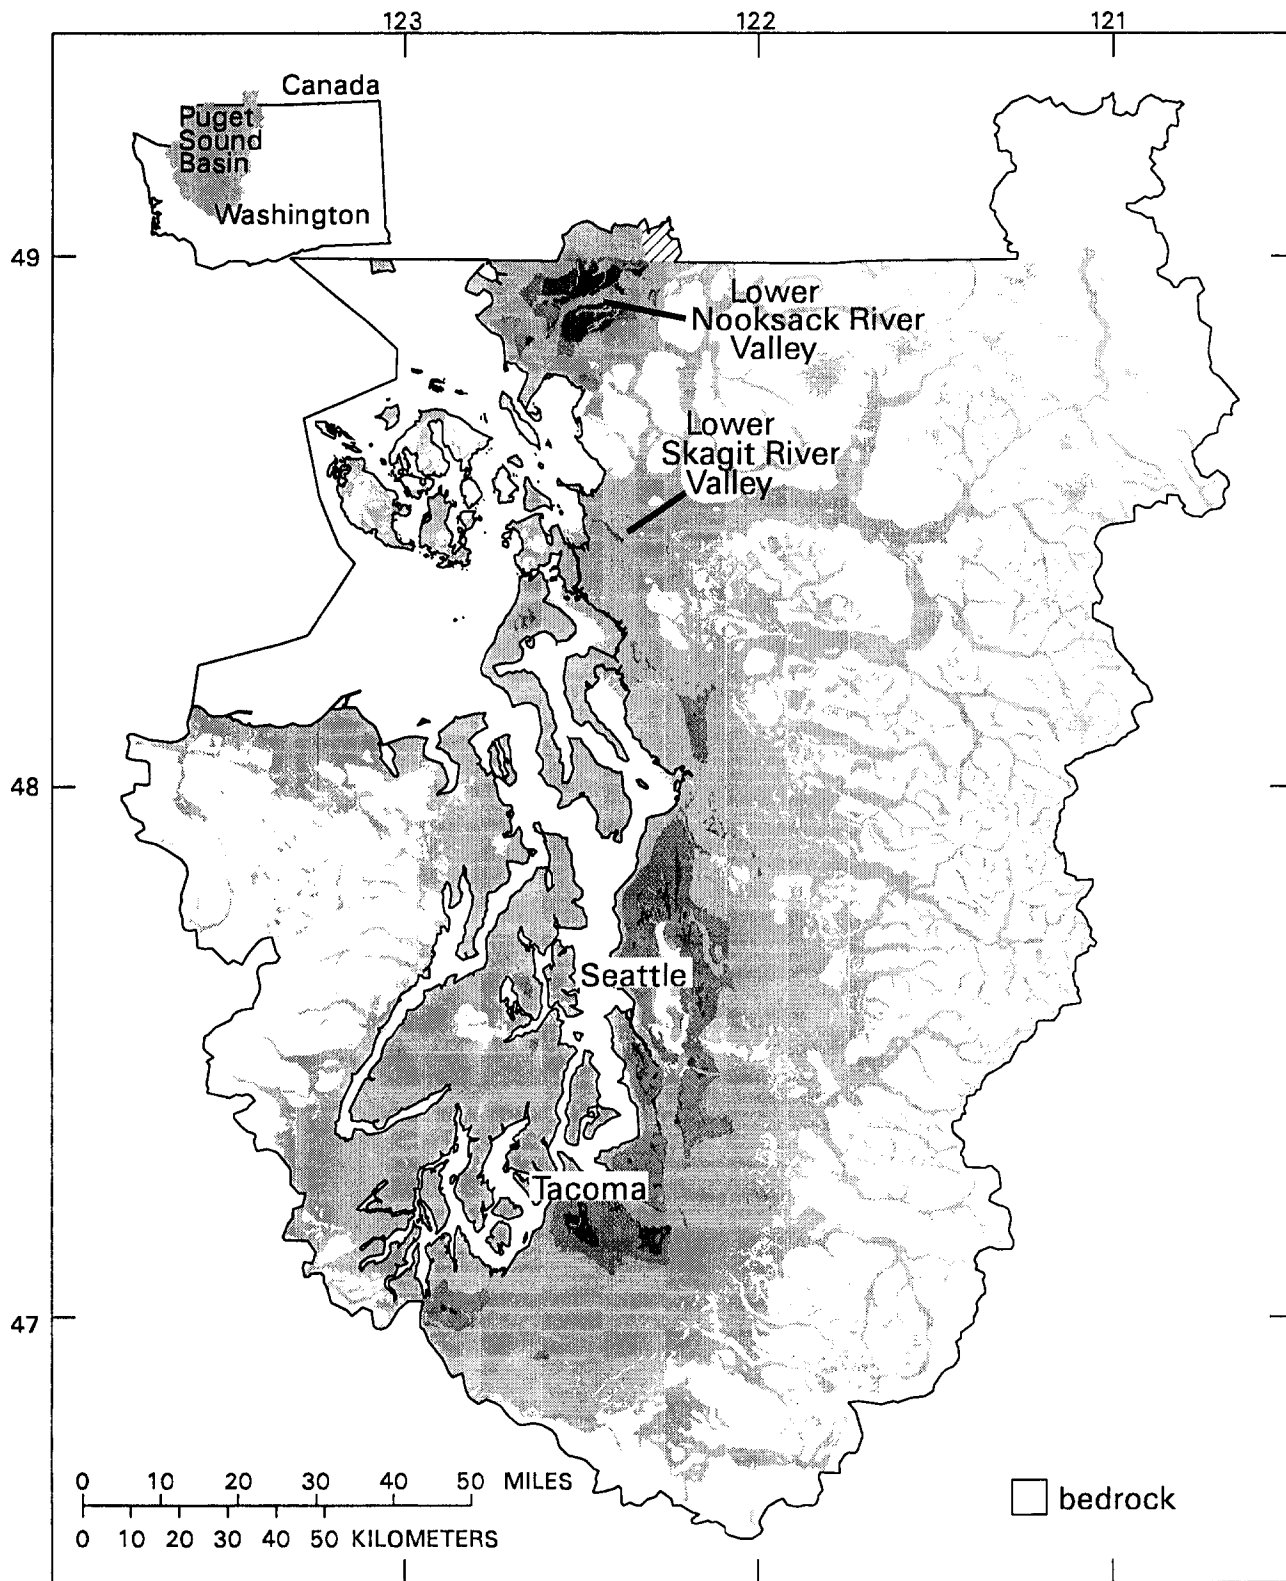 123 122 121
Canada
Puget
Sound
Basin
Washington
49
Lower
Nooksack River
Valley
Lower
Skagit River
Valley
48
Seattle
Tacoma
47
0 10 20 30 40 50 MILES
0 10 20 30 40 50 KILOMETERS
bedrock